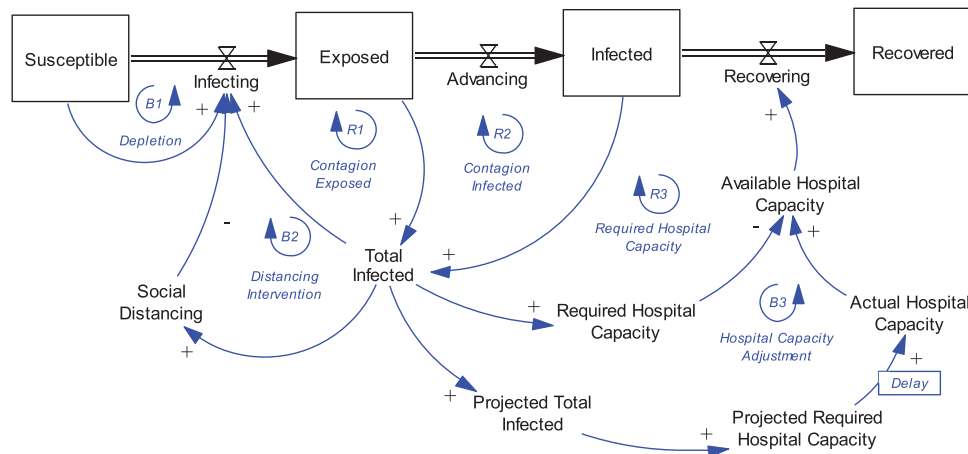 Susceptible
Exposed
Infected
Recovered
Infecting
Advancing
Recovering
B1
Depletion
+
+
R1
Contagion
Exposed
R2
Contagion
Infected
+
Available Hospital
Capacity
R3
Required Hospital
Capacity
-
B2
Distancing
Intervention
+
Total
Infected
+
+
-
+
Social
Distancing
+
+
Required Hospital
Capacity
B3
Hospital Capacity
Adjustment
Actual Hospital
Capacity
+
Delay
+
Projected Total
Infected
+
Projected Required
Hospital Capacity